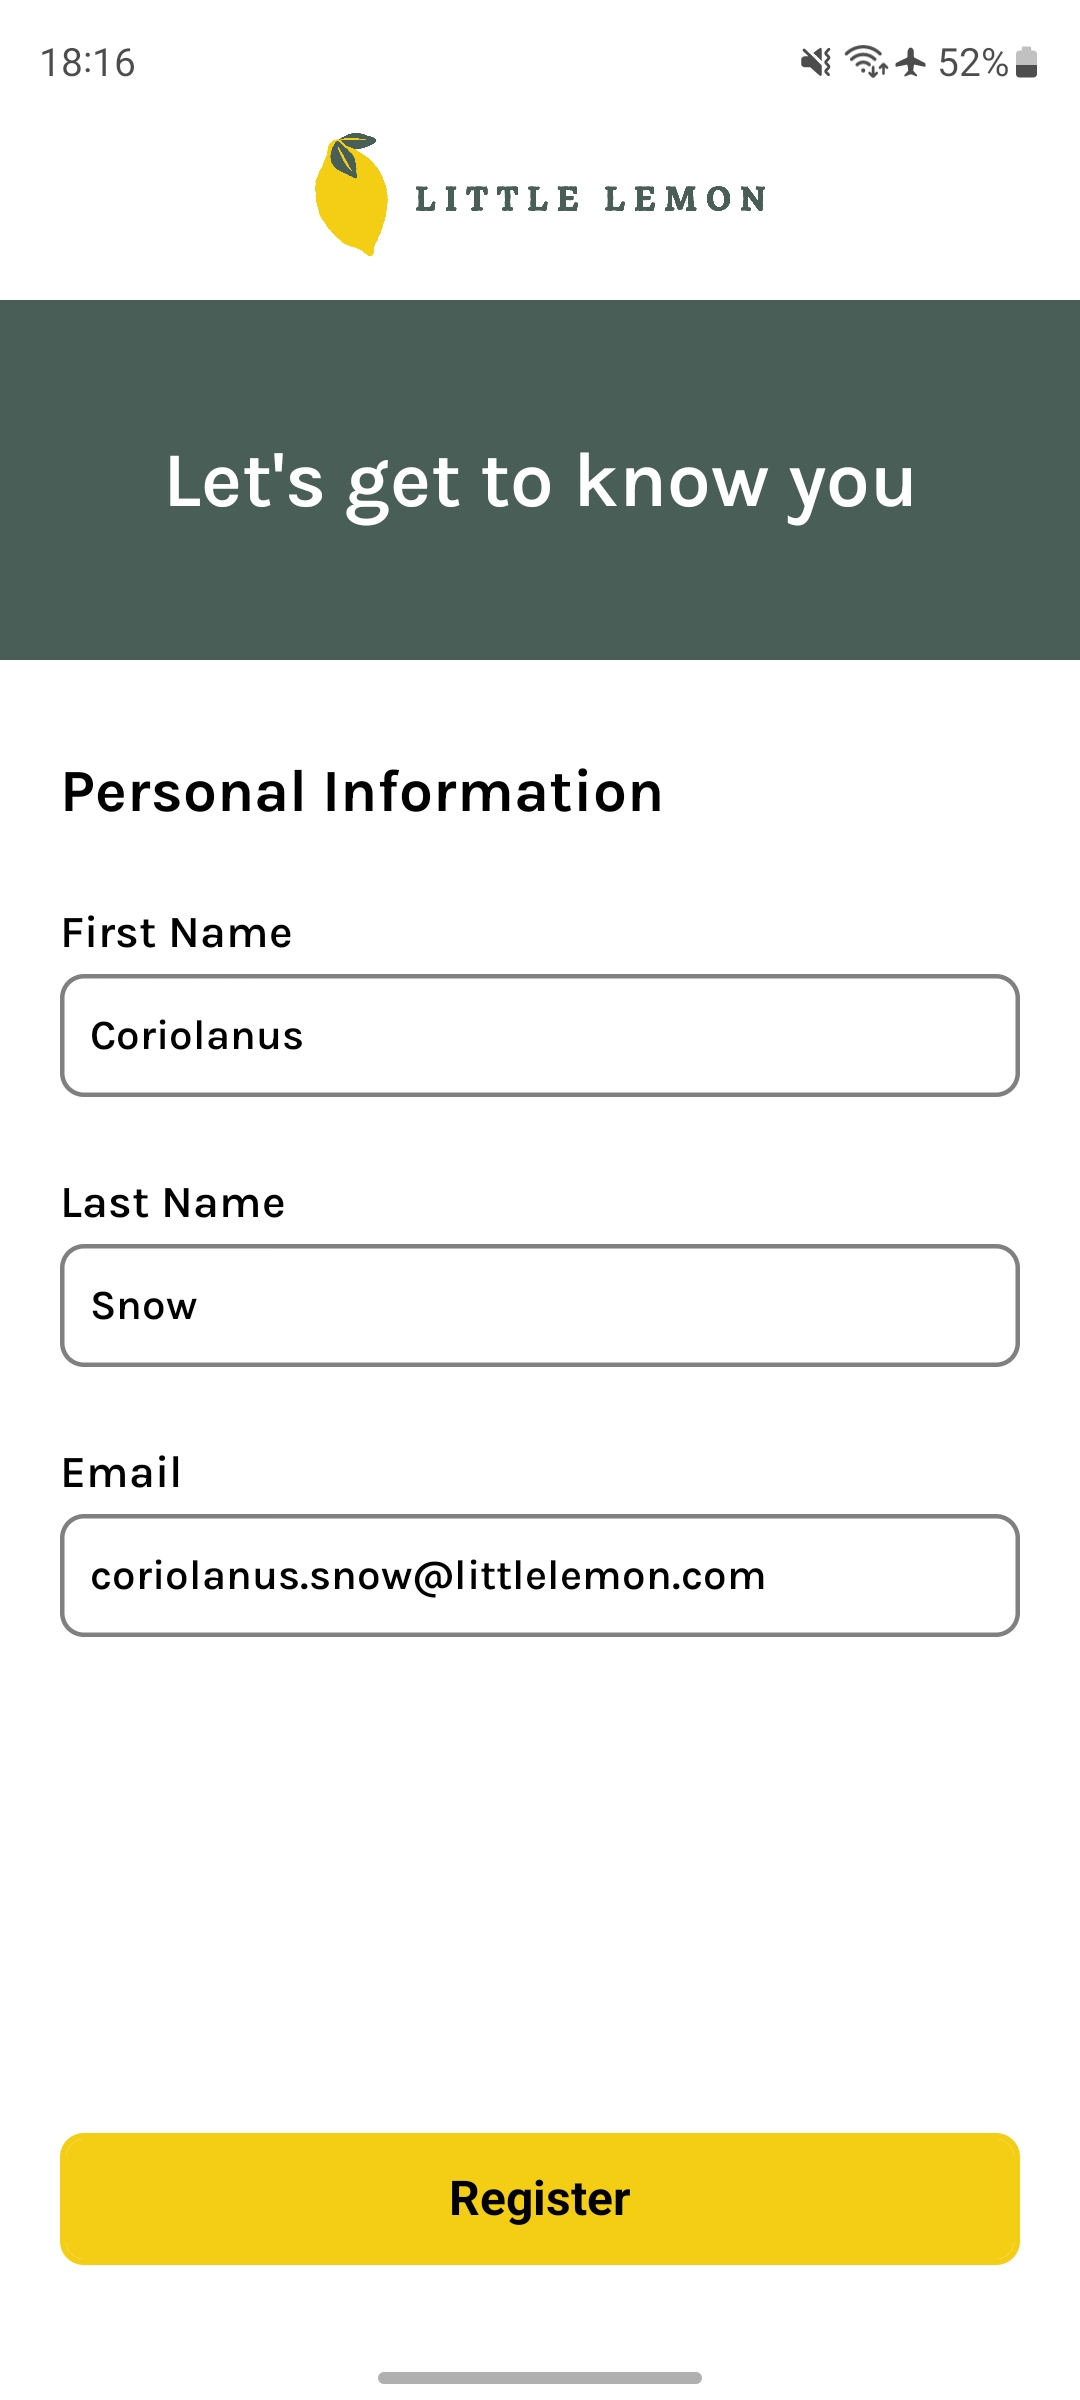 18:16 52%
LITTLE LEMON
Let's get to know you
Personal Information
First Name
Coriolanus
Last Name
Snow
Email
coriolanus.snow@littlelemon.com
Register